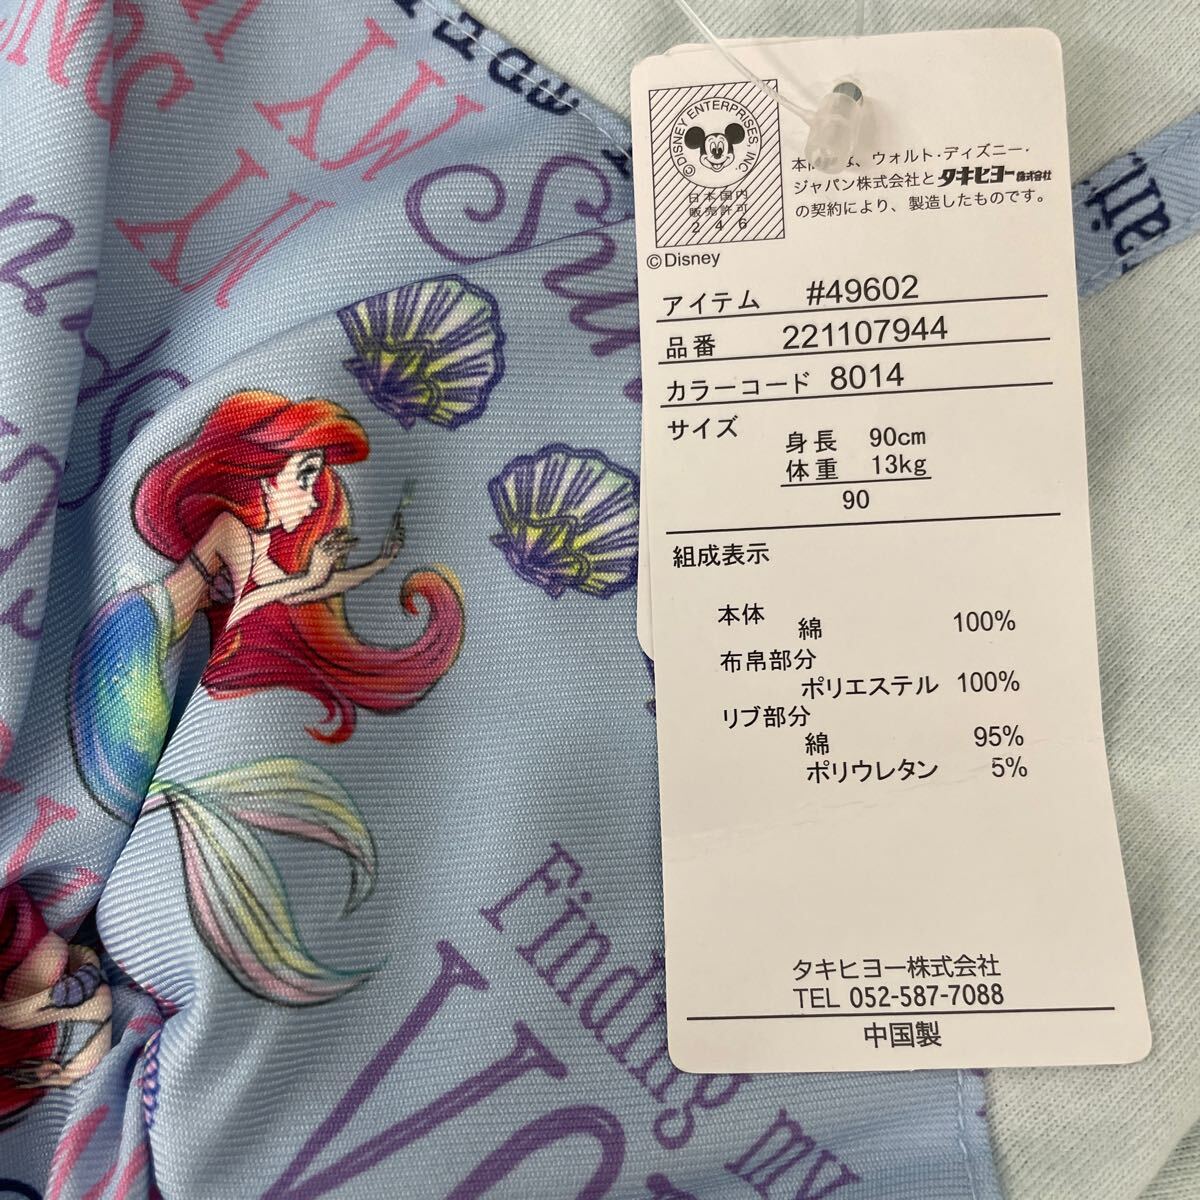 ©DISNEY ENTERPRISES, INC.
日本国内
販売許可
2 4 6
は、ウォルト・ディズニー・
ジャパン株式会社とタキヒヨー株式会社
の契約により、製造したものです。
©Disney
アイテム #49602
品番 221107944
カラーコード 8014
サイズ
身長 90cm
体重 13kg
90
組成表示
本体
綿 100%
布帛部分
ポリエステル 100%
リブ部分
綿 95%
ポリウレタン 5%
タキヒヨー株式会社
TEL 052-587-7088
中国製
MY
Finding my